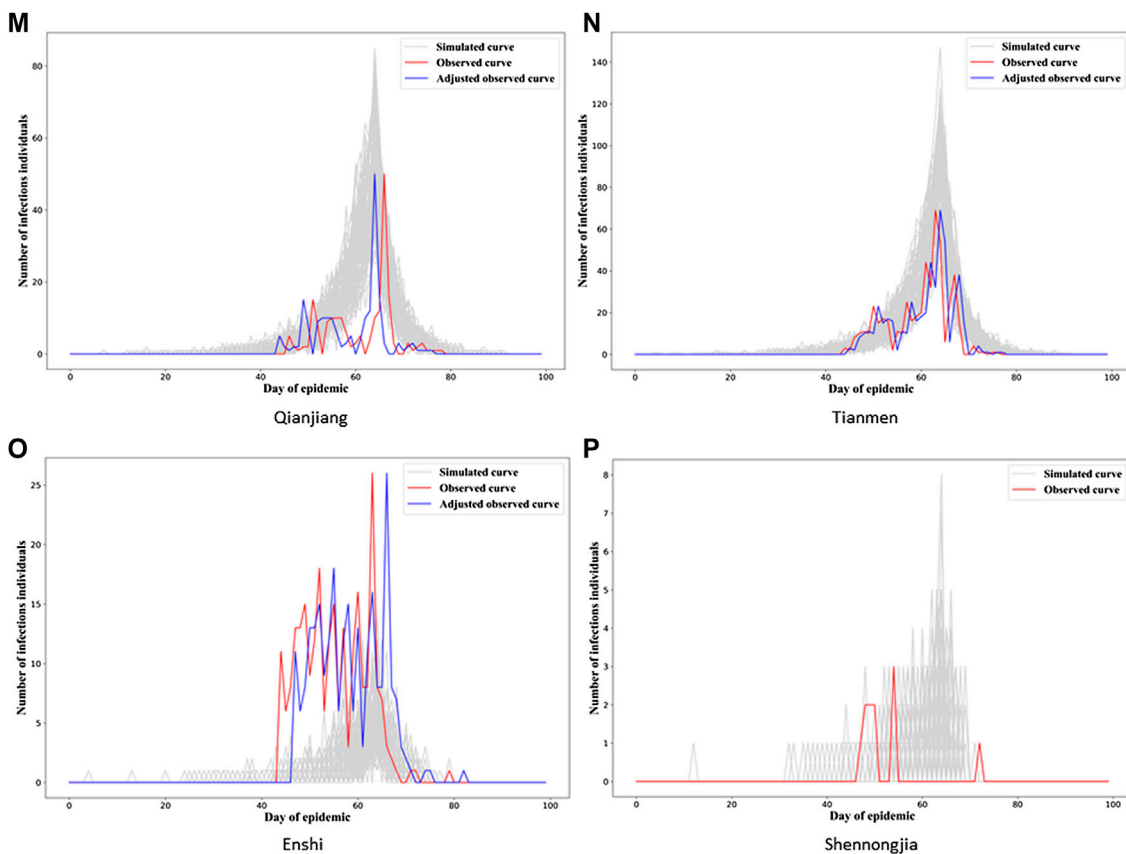 M
Simulated curve
Observed curve
Adjusted observed curve
Number of infections individuals
80
60
40
20
0
0 20 40 60 80 100
Day of epidemic
Qianjiang
N
Simulated curve
Observed curve
Adjusted observed curve
Number of infections individuals
140
120
100
80
60
40
20
0
0 20 40 60 80 100
Day of epidemic
Tianmen
O
Simulated curve
Observed curve
Adjusted observed curve
Number of infections individuals
25
20
15
10
5
0
0 20 40 60 80 100
Day of epidemic
Enshi
P
Simulated curve
Observed curve
Number of infections individuals
8
7
6
5
4
3
2
1
0
0 20 40 60 80 100
Day of epidemic
Shennongjia